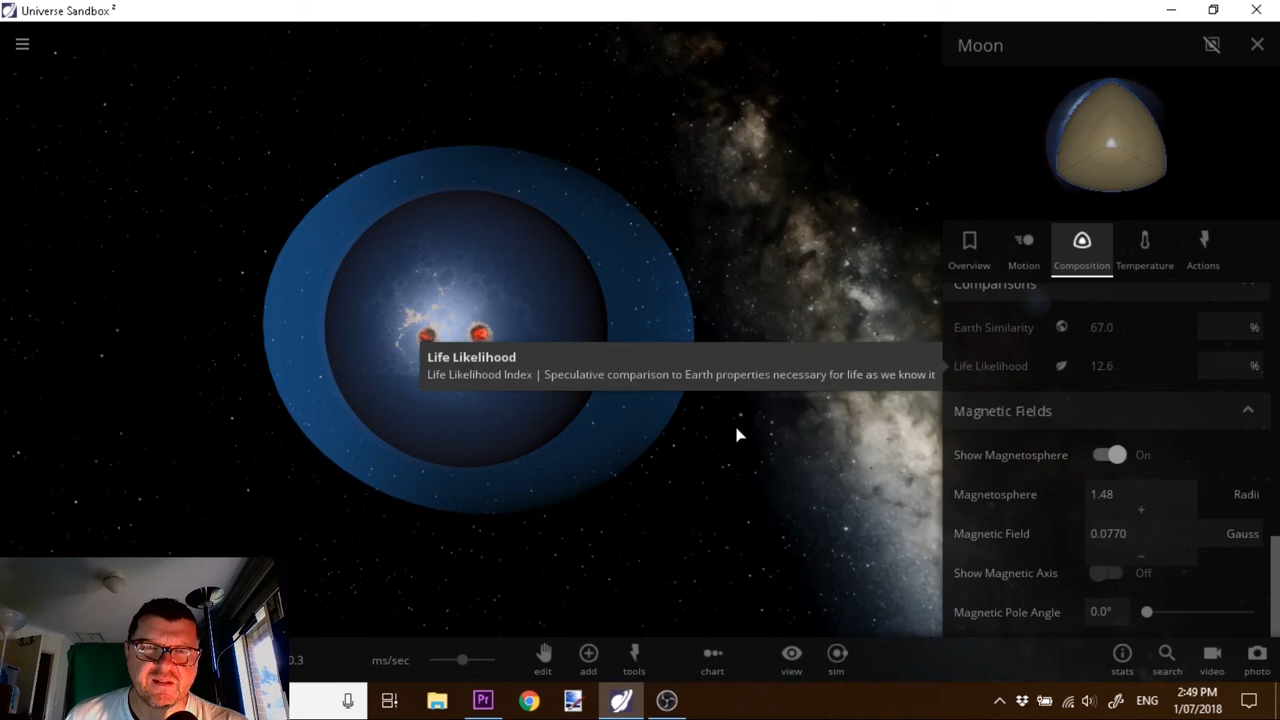 Universe Sandbox ²
Moon
Overview
Motion
Composition
Temperature
Actions
Comparisons
Earth Similarity 67.0 %
Life Likelihood 12.6 %
Life Likelihood
Life Likelihood Index | Speculative comparison to Earth properties necessary for life as we know it
Magnetic Fields
Show Magnetosphere On
Magnetosphere 1.48 Radii
+
Magnetic Field 0.0770 Gauss
−
Show Magnetic Axis Off
Magnetic Pole Angle 0.0°
0.3 ms/sec
edit
add
tools
chart
view
sim
stats
search
video
photo
Pr
ENG
2:49 PM
1/07/2018